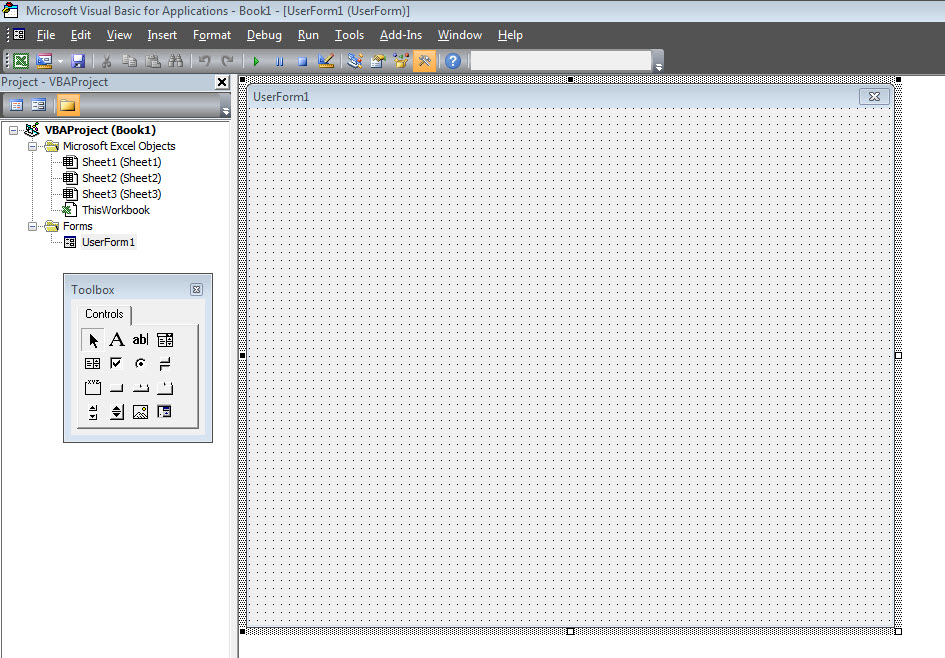 Microsoft Visual Basic for Applications - Book1 - [UserForm1 (UserForm)]
File Edit View Insert Format Debug Run Tools Add-Ins Window Help
Project - VBAProject
UserForm1
VBAProject (Book1)
Microsoft Excel Objects
Sheet1 (Sheet1)
Sheet2 (Sheet2)
Sheet3 (Sheet3)
ThisWorkbook
Forms
UserForm1
Toolbox
Controls
A ab|
xyz